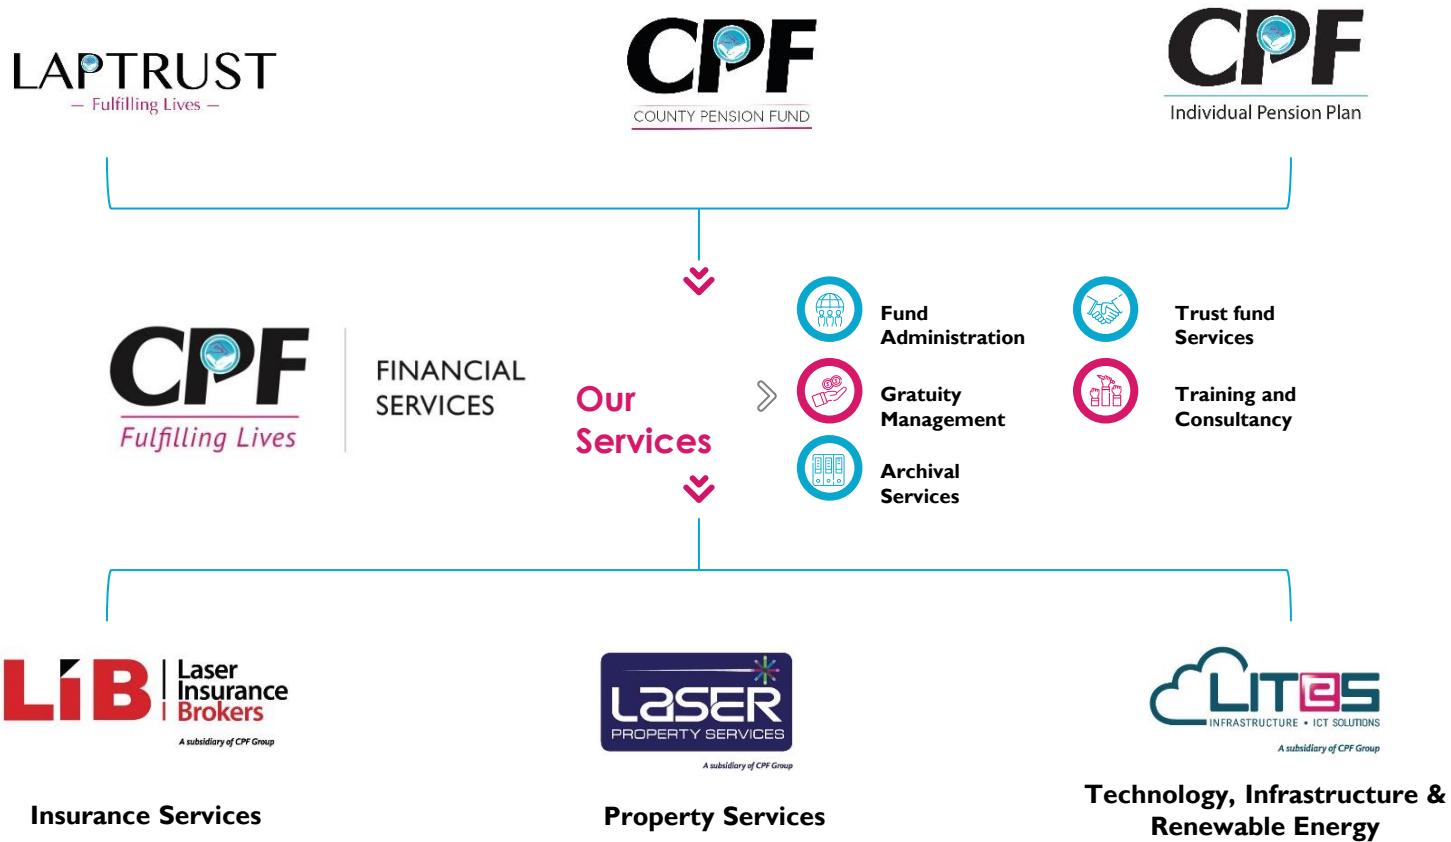 LAPTRUST
— Fulfilling Lives —
CPF
COUNTY PENSION FUND
CPF
Individual Pension Plan
CPF
Fulfilling Lives
FINANCIAL
SERVICES
Our
Services
Fund
Administration
Gratuity
Management
Archival
Services
Trust fund
Services
Training and
Consultancy
LiB
Laser
Insurance
Brokers
A subsidiary of CPF Group
Insurance Services
LASER
PROPERTY SERVICES
A subsidiary of CPF Group
Property Services
LITES
INFRASTRUCTURE • ICT SOLUTIONS
A subsidiary of CPF Group
Technology, Infrastructure &
Renewable Energy